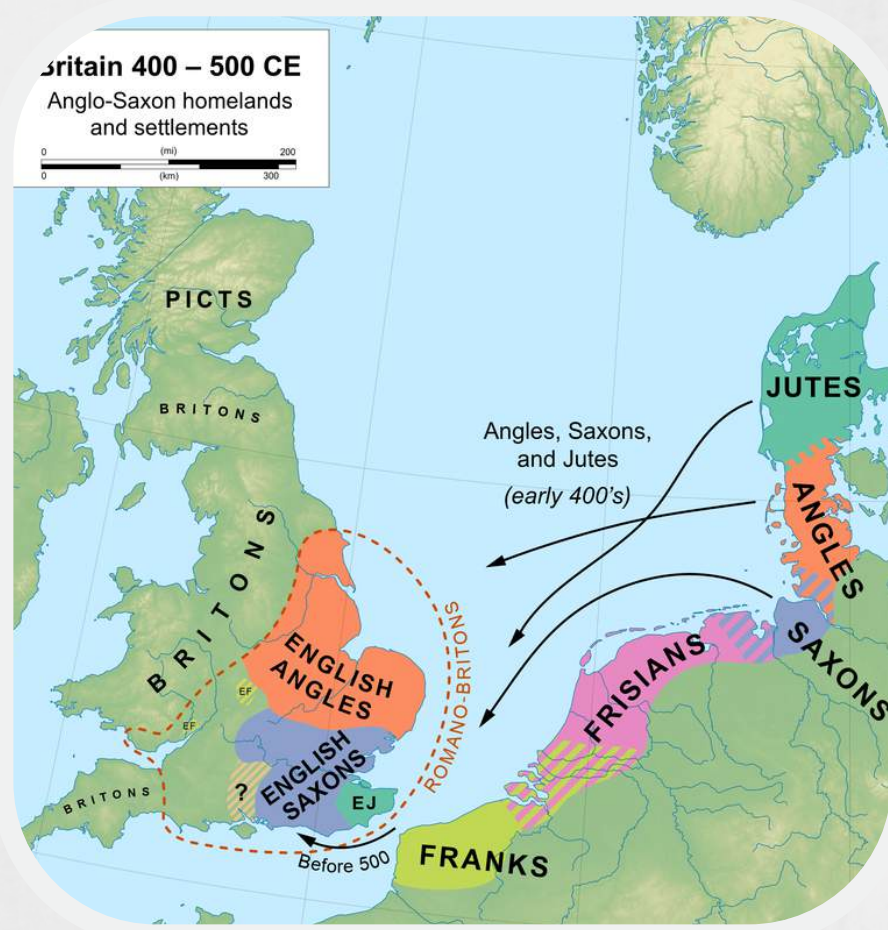 Britain 400 – 500 CE
Anglo-Saxon homelands
and settlements
0 (mi) 200
0 (km) 300
PICTS
BRITONS
JUTES
Angles, Saxons,
and Jutes
(early 400's)
ANGLES
BRITONS
ROMANO-BRITONS
SAXONS
FRISIANS
ENGLISH
ANGLES
EF
EF
ENGLISH
SAXONS
?
EJ
BRITONS
Before 500
FRANKS